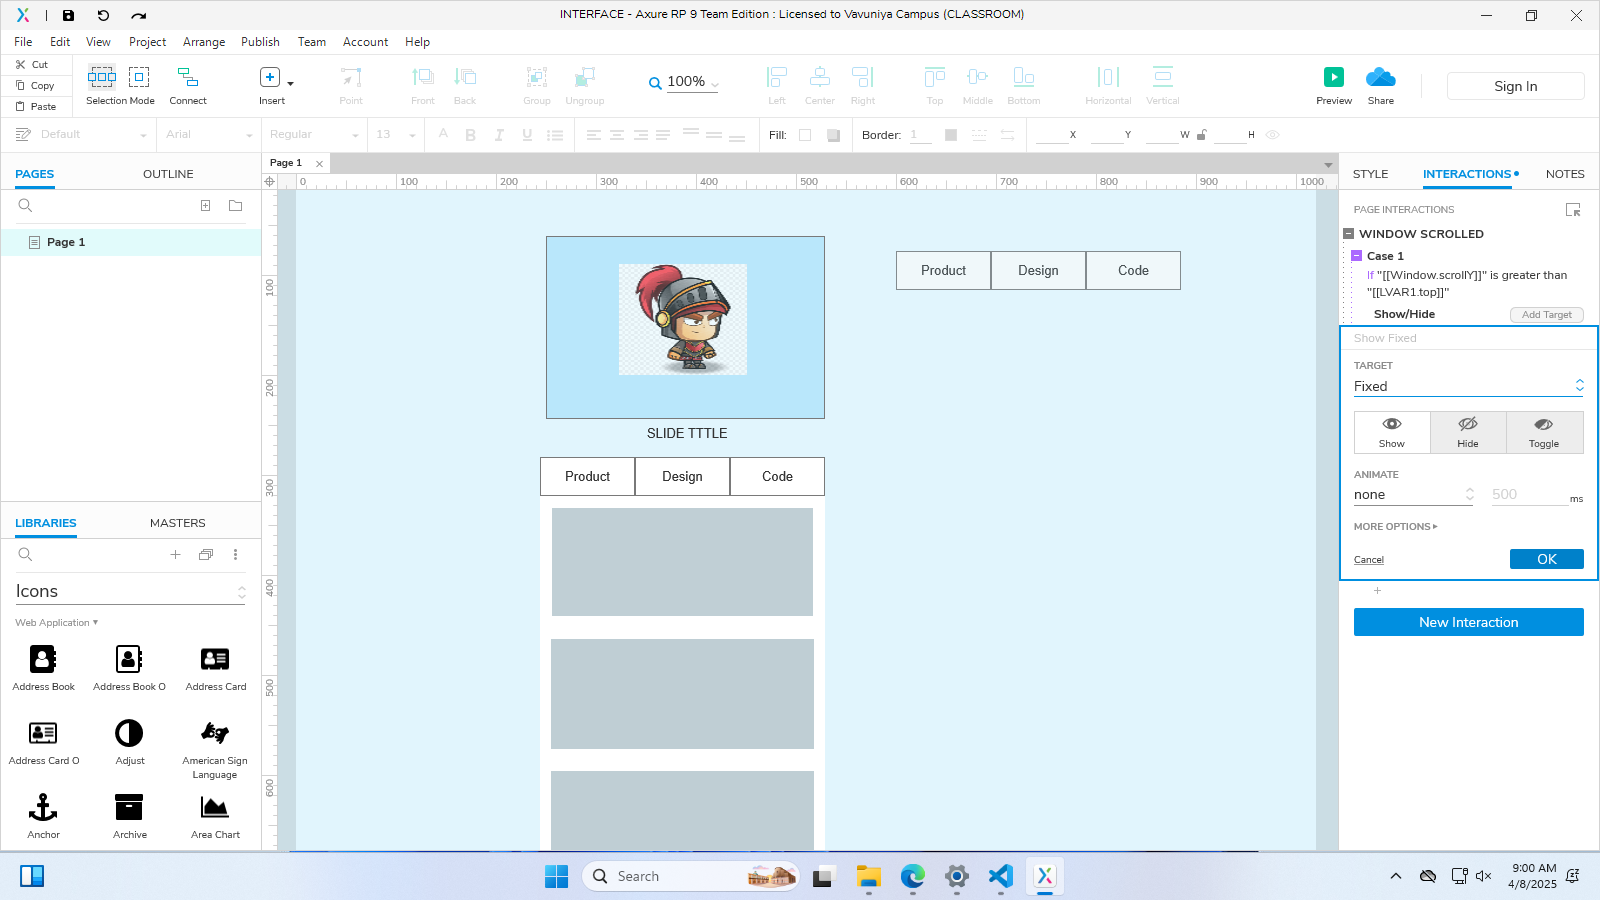 INTERFACE - Axure RP 9 Team Edition : Licensed to Vavuniya Campus (CLASSROOM)
File Edit View Project Arrange Publish Team Account Help
Cut
Copy
Paste
Selection Mode Connect Insert Point Front Back Group Ungroup 100% Left Center Right Top Middle Bottom Horizontal Vertical Preview Share Sign In
Default Arial Regular 13 A B I U Fill: Border: 1 X Y W H
PAGES OUTLINE
Page 1
Page 1
0 100 200 300 400 500 600 700 800 900 1000
100
200
300
400
500
600
Product Design Code
SLIDE TTTLE
Product Design Code
STYLE INTERACTIONS NOTES
PAGE INTERACTIONS
WINDOW SCROLLED
Case 1
If "[[Window.scrollY]]" is greater than
"[[LVAR1.top]]"
Show/Hide Add Target
Show Fixed
TARGET
Fixed
Show Hide Toggle
ANIMATE
none 500 ms
MORE OPTIONS
Cancel OK
New Interaction
LIBRARIES MASTERS
Icons
Web Application
Address Book Address Book O Address Card
Address Card O Adjust American Sign
Language
Anchor Archive Area Chart
Search
9:00 AM
4/8/2025